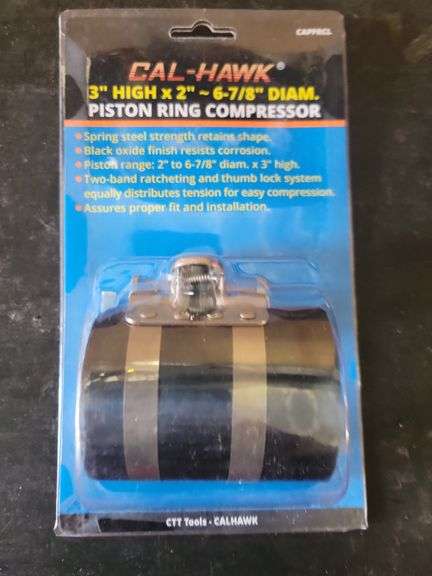 CAPFRCL
CAL-HAWK®
3" HIGH x 2" ~ 6-7/8" DIAM.
PISTON RING COMPRESSOR
• Spring steel strength retains shape.
• Black oxide finish resists corrosion.
• Piston range: 2" to 6-7/8" diam. x 3" high.
• Two-band ratcheting and thumb lock system
equally distributes tension for easy compression.
• Assures proper fit and installation.
CTT Tools - CALHAWK